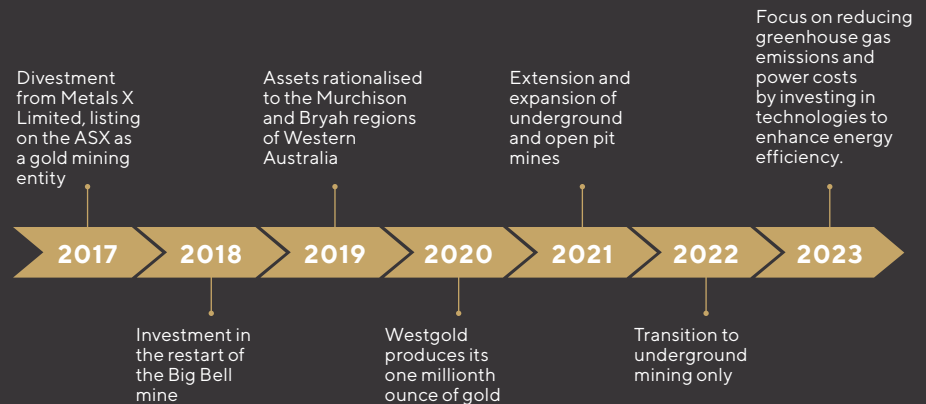 Divestment
from Metals X
Limited, listing
on the ASX as
a gold mining
entity
Assets rationalised
to the Murchison
and Bryah regions
of Western
Australia
Extension and
expansion of
underground
and open pit
mines
Focus on reducing
greenhouse gas
emissions and
power costs
by investing in
technologies to
enhance energy
efficiency.
2017
2018
2019
2020
2021
2022
2023
Investment in
the restart of
the Big Bell
mine
Westgold
produces its
one millionth
ounce of gold
Transition to
underground
mining only